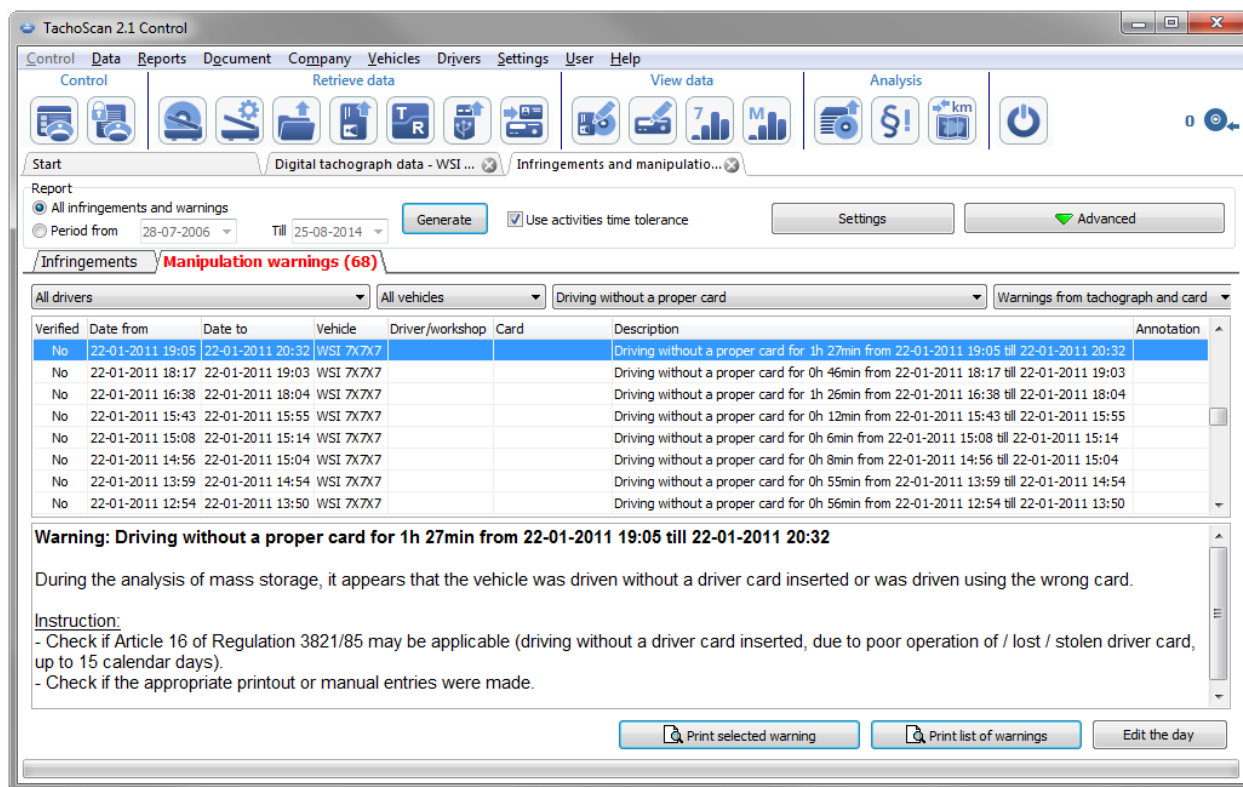 TachoScan 2.1 Control
Control Data Reports Document Company Vehicles Drivers Settings User Help
Control Retrieve data View data Analysis
T R 7 M §! km 0
Start Digital tachograph data - WSI ... Infringements and manipulatio...
Report
All infringements and warnings
Period from 28-07-2006 Till 25-08-2014 Generate Use activities time tolerance Settings Advanced
Infringements Manipulation warnings (68)
All drivers All vehicles Driving without a proper card Warnings from tachograph and card
Verified Date from Date to Vehicle Driver/workshop Card Description Annotation
No 22-01-2011 19:05 22-01-2011 20:32 WSI 7X7X7 Driving without a proper card for 1h 27min from 22-01-2011 19:05 till 22-01-2011 20:32
No 22-01-2011 18:17 22-01-2011 19:03 WSI 7X7X7 Driving without a proper card for 0h 46min from 22-01-2011 18:17 till 22-01-2011 19:03
No 22-01-2011 16:38 22-01-2011 18:04 WSI 7X7X7 Driving without a proper card for 1h 26min from 22-01-2011 16:38 till 22-01-2011 18:04
No 22-01-2011 15:43 22-01-2011 15:55 WSI 7X7X7 Driving without a proper card for 0h 12min from 22-01-2011 15:43 till 22-01-2011 15:55
No 22-01-2011 15:08 22-01-2011 15:14 WSI 7X7X7 Driving without a proper card for 0h 6min from 22-01-2011 15:08 till 22-01-2011 15:14
No 22-01-2011 14:56 22-01-2011 15:04 WSI 7X7X7 Driving without a proper card for 0h 8min from 22-01-2011 14:56 till 22-01-2011 15:04
No 22-01-2011 13:59 22-01-2011 14:54 WSI 7X7X7 Driving without a proper card for 0h 55min from 22-01-2011 13:59 till 22-01-2011 14:54
No 22-01-2011 12:54 22-01-2011 13:50 WSI 7X7X7 Driving without a proper card for 0h 56min from 22-01-2011 12:54 till 22-01-2011 13:50
Warning: Driving without a proper card for 1h 27min from 22-01-2011 19:05 till 22-01-2011 20:32
During the analysis of mass storage, it appears that the vehicle was driven without a driver card inserted or was driven using the wrong card.
Instruction:
- Check if Article 16 of Regulation 3821/85 may be applicable (driving without a driver card inserted, due to poor operation of / lost / stolen driver card,
up to 15 calendar days).
- Check if the appropriate printout or manual entries were made.
Print selected warning Print list of warnings Edit the day